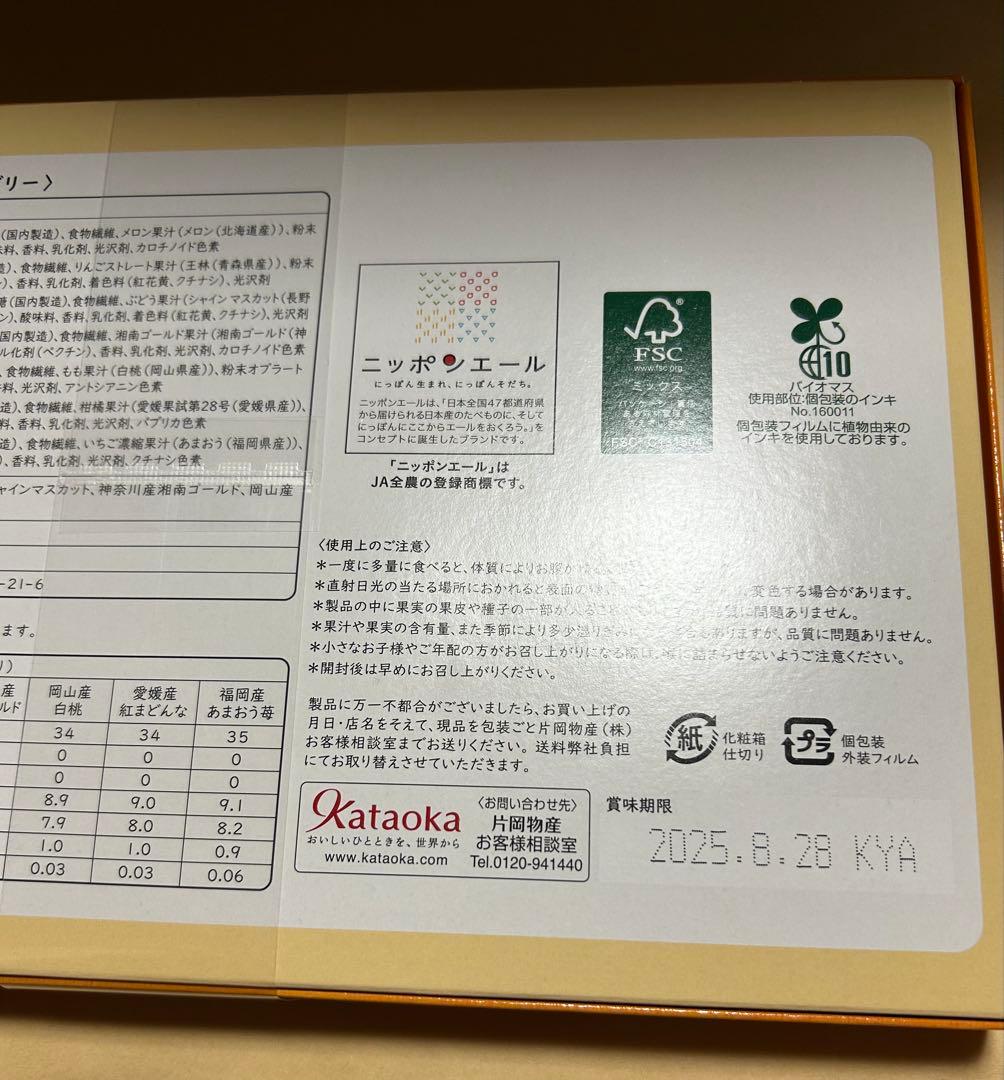 ゼリー〉
(国内製造)、食物繊維、メロン果汁(メロン(北海道産))、粉末
味料、香料、乳化剤、光沢剤、カロチノイド色素
造)、食物繊維、りんごストレート果汁(王林(青森県産))、粉末
ン)、香料、乳化剤、着色料(紅花黄、クチナシ)、光沢剤
糖(国内製造)、食物繊維、ぶどう果汁(シャインマスカット(長野
ン)、酸味料、香料、乳化剤、着色料(紅花黄、クチナシ)、光沢剤
国内製造)、食物繊維、湘南ゴールド果汁(湘南ゴールド(神
ル化剤(ペクチン)、香料、乳化剤、光沢剤、カロチノイド色素
、食物繊維、もも果汁(白桃(岡山県産))、粉末オブラート
料、光沢剤、アントシアニン色素
造)、食物繊維、柑橘果汁(愛媛果試第28号(愛媛県産))、
料、香料、乳化剤、光沢剤、パプリカ色素
造)、食物繊維、いちご濃縮果汁(あまおう(福岡県産))、
)、香料、乳化剤、光沢剤、クチナシ色素
ャインマスカット、神奈川産湘南ゴールド、岡山産
-21-6
ます。
産
ルド
岡山産
白桃
愛媛産
紅まどんな
福岡産
あまおう苺
34 34 35
0 0 0
0 0 0
8.9 9.0 9.1
7.9 8.0 8.2
1.0 1.0 0.9
0.03 0.03 0.06
ニッポンエール
にっぽん生まれ、にっぽんそだち。
ニッポンエールは、「日本全国47都道府県
から届けられる日本産のたべものに、そして
にっぽんにここからエールをおくろう。」を
コンセプトに誕生したブランドです。
「ニッポンエール」は
JA全農の登録商標です。
FSC
www.fsc.org
ミックス
10
バイオマス
使用部位:個包装のインキ
No.160011
個包装フィルムに植物由来の
インキを使用しております。
〈使用上のご注意〉
*一度に多量に食べると、体質によりお腹が
*直射日光の当たる場所におかれると表面の 変色する場合があります。
*製品の中に果実の果皮や種子の一部が入る 品質に問題ありません。
*果汁や果実の含有量、また季節により多少 ありますが、品質に問題ありません。
*小さなお子様やご年配の方がお召し上がりになる際は、喉に詰まらせないようご注意ください。
*開封後は早めにお召し上がりください。
製品に万一不都合がございましたら、お買い上げの
月日・店名をそえて、現品を包装ごと片岡物産(株)
お客様相談室までお送りください。送料弊社負担
にてお取り替えさせていただきます。
紙
化粧箱
仕切り
プラ
個包装
外装フィルム
Kataoka
おいしいひとときを、世界から
www.kataoka.com
〈お問い合わせ先〉
片岡物産
お客様相談室
Tel.0120-941440
賞味期限
2025.8.28 KYA